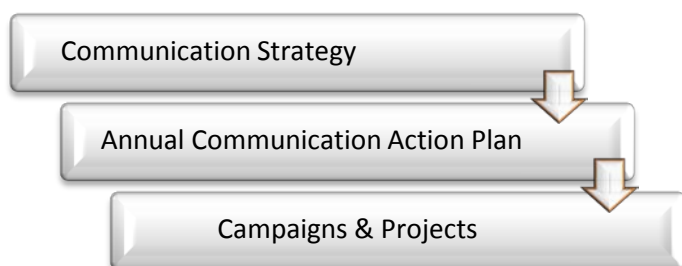 Communication Strategy
Annual Communication Action Plan
Campaigns & Projects